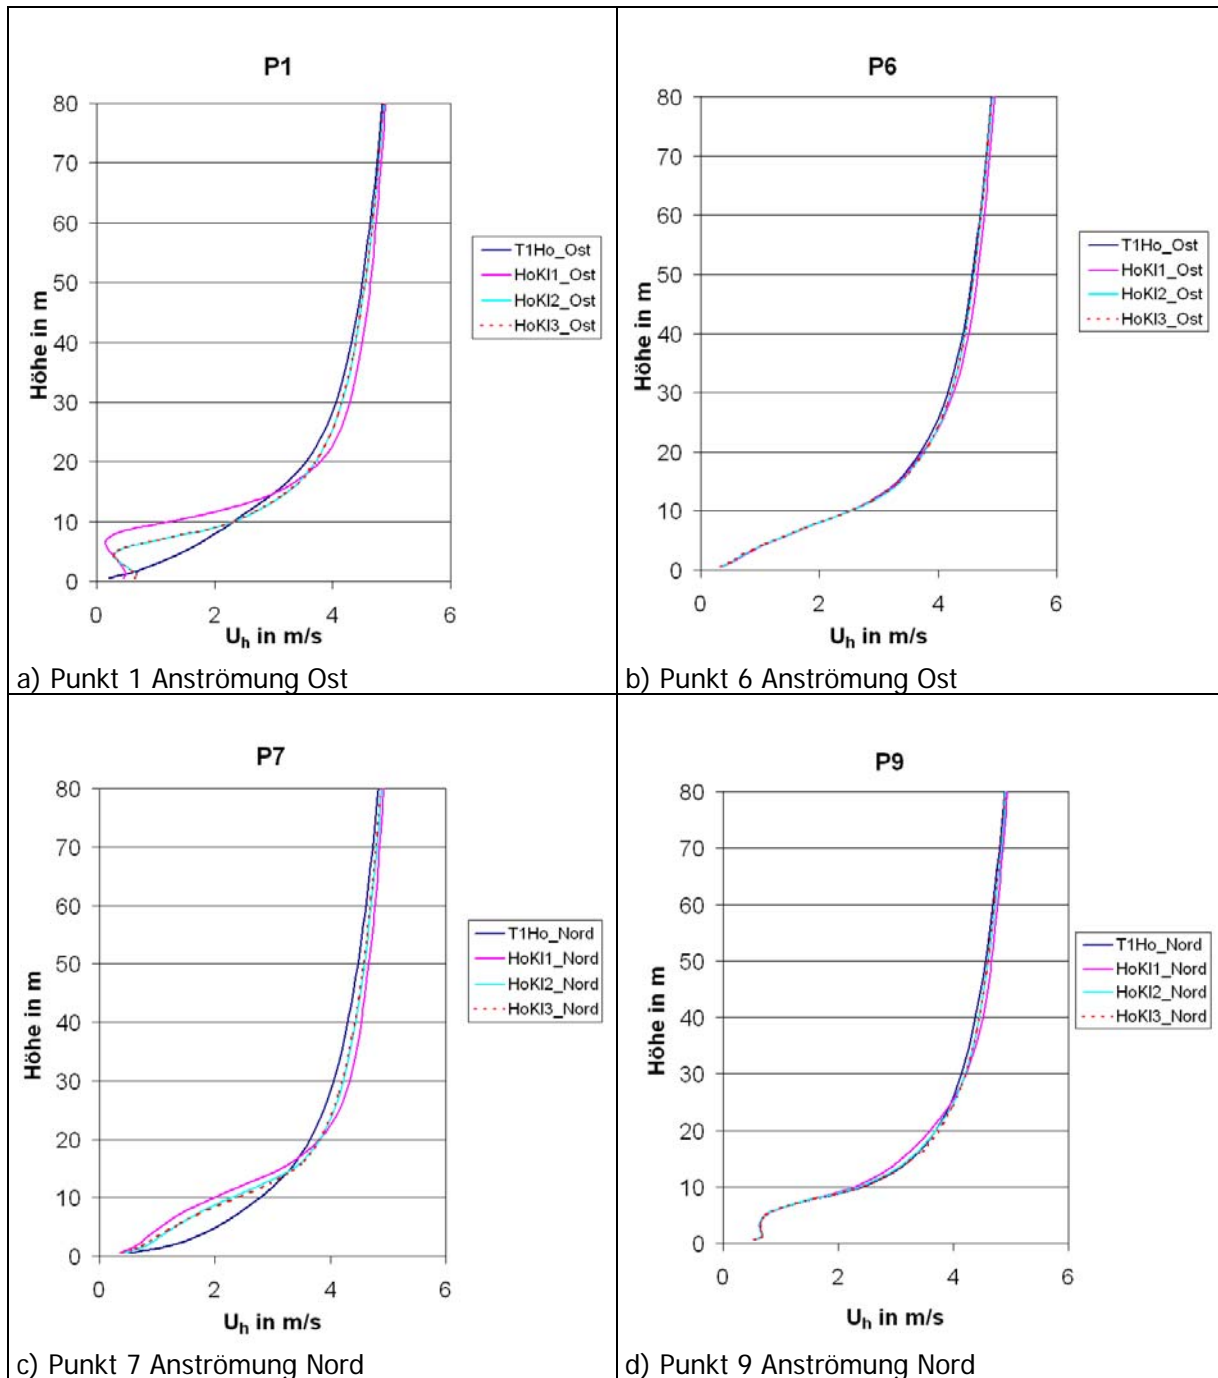 P1
80
70
60
50
40
30
20
10
0
Höhe in m
0 2 4 6
Uh in m/s
T1Ho_Ost
HoKl1_Ost
HoKl2_Ost
HoKl3_Ost
a) Punkt 1 Anströmung Ost
P6
80
70
60
50
40
30
20
10
0
Höhe in m
0 2 4 6
Uh in m/s
T1Ho_Ost
HoKl1_Ost
HoKl2_Ost
HoKl3_Ost
b) Punkt 6 Anströmung Ost
P7
80
70
60
50
40
30
20
10
0
Höhe in m
0 2 4 6
Uh in m/s
T1Ho_Nord
HoKl1_Nord
HoKl2_Nord
HoKl3_Nord
c) Punkt 7 Anströmung Nord
P9
80
70
60
50
40
30
20
10
0
Höhe in m
0 2 4 6
Uh in m/s
T1Ho_Nord
HoKl1_Nord
HoKl2_Nord
HoKl3_Nord
d) Punkt 9 Anströmung Nord